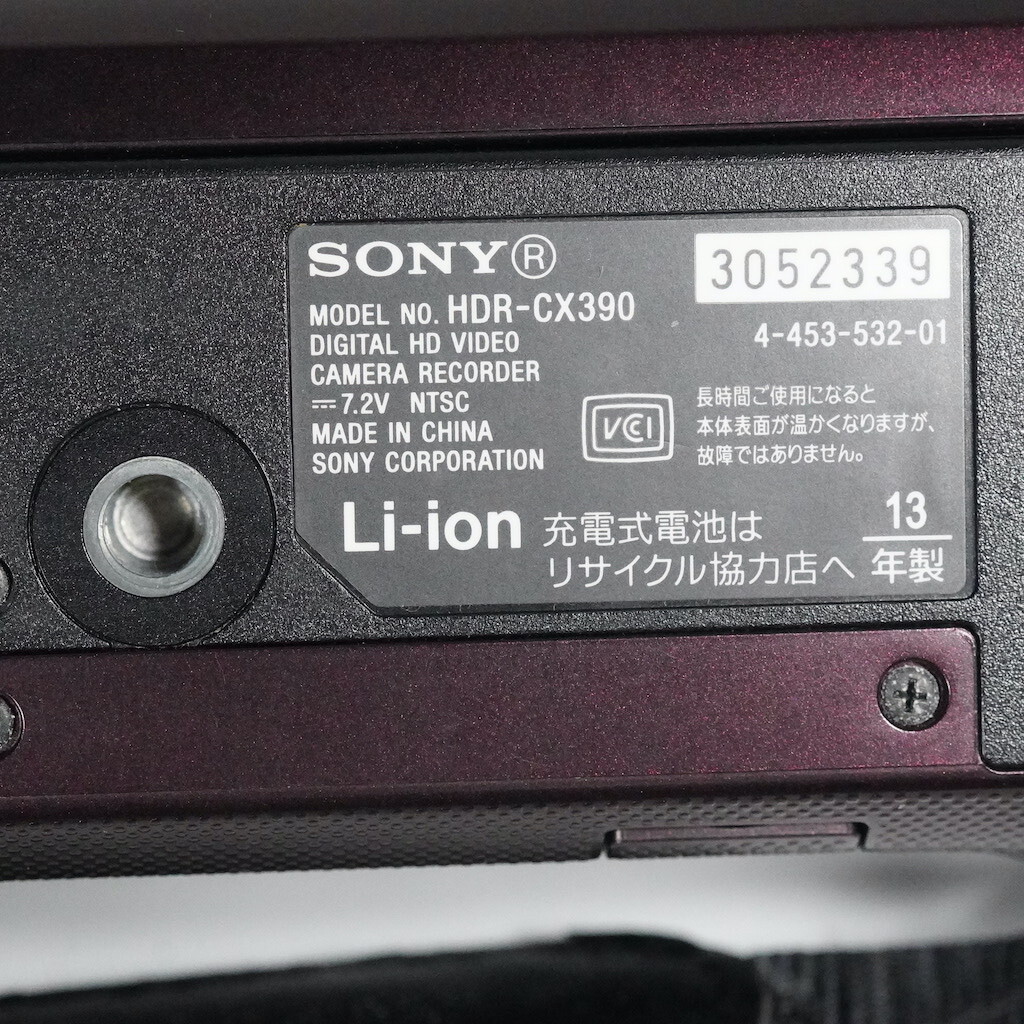 SONY®
3052339
MODEL NO. HDR-CX390
4-453-532-01
DIGITAL HD VIDEO
CAMERA RECORDER
⎓7.2V NTSC
MADE IN CHINA
SONY CORPORATION
VCCI
長時間ご使用になると
本体表面が温かくなりますが、
故障ではありません。
Li-ion 充電式電池は
リサイクル協力店へ
13
年製